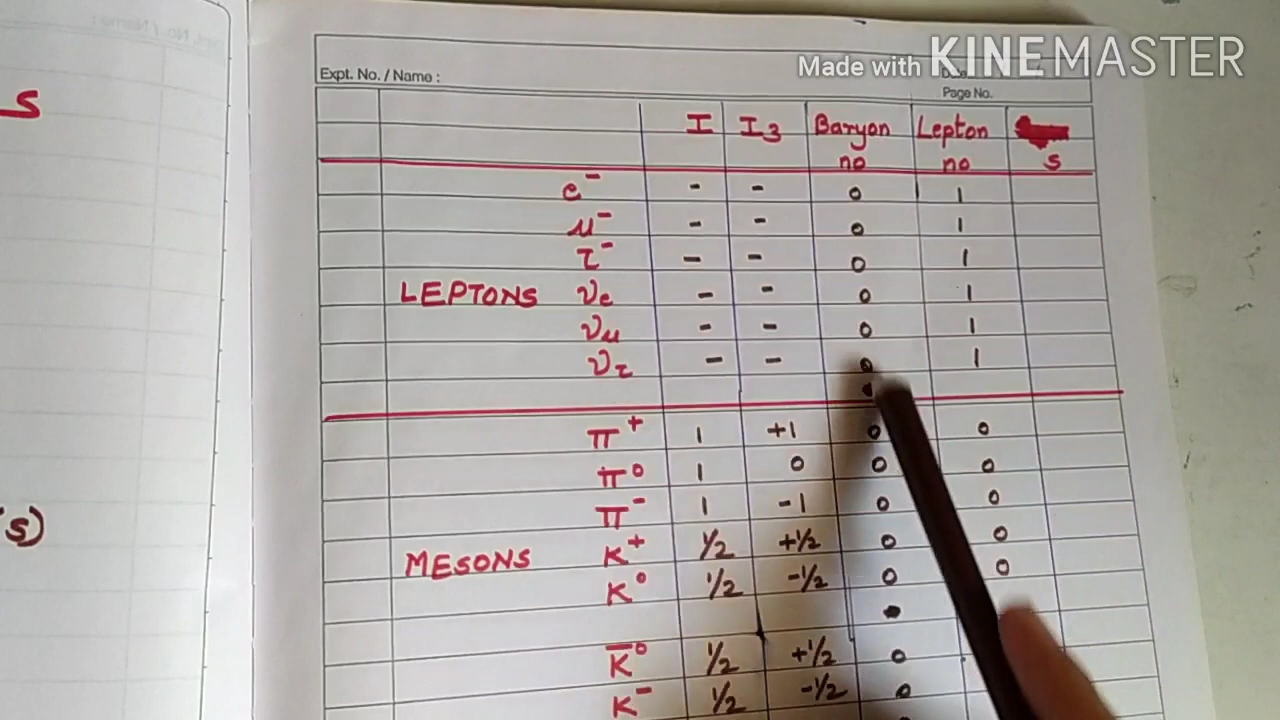 Made with KINEMASTER
Expt. No. / Name :
Page No.
S
I I3 Baryon Lepton
no no S
e⁻ - - 0 1
μ⁻ - - 0 1
τ⁻ - - 0 1
LEPTONS νe - - 0 1
νμ - - 0 1
ντ - - 0 1
π⁺ 1 +1 0 0
π⁰ 1 0 0 0
π⁻ 1 -1 0 0
MESONS K⁺ 1/2 +1/2 0 0
K⁰ 1/2 -1/2 0 0
K̄⁰ 1/2 +1/2 0
K⁻ 1/2 -1/2 0
s)